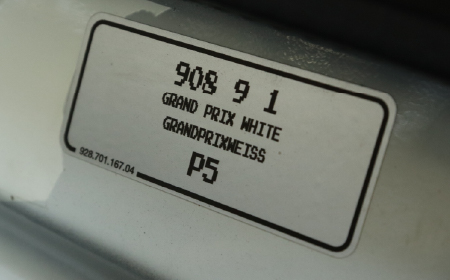 908 9 1
GRAND PRIX WHITE
GRANDPRIXWEISS
P5
928.701.167.04